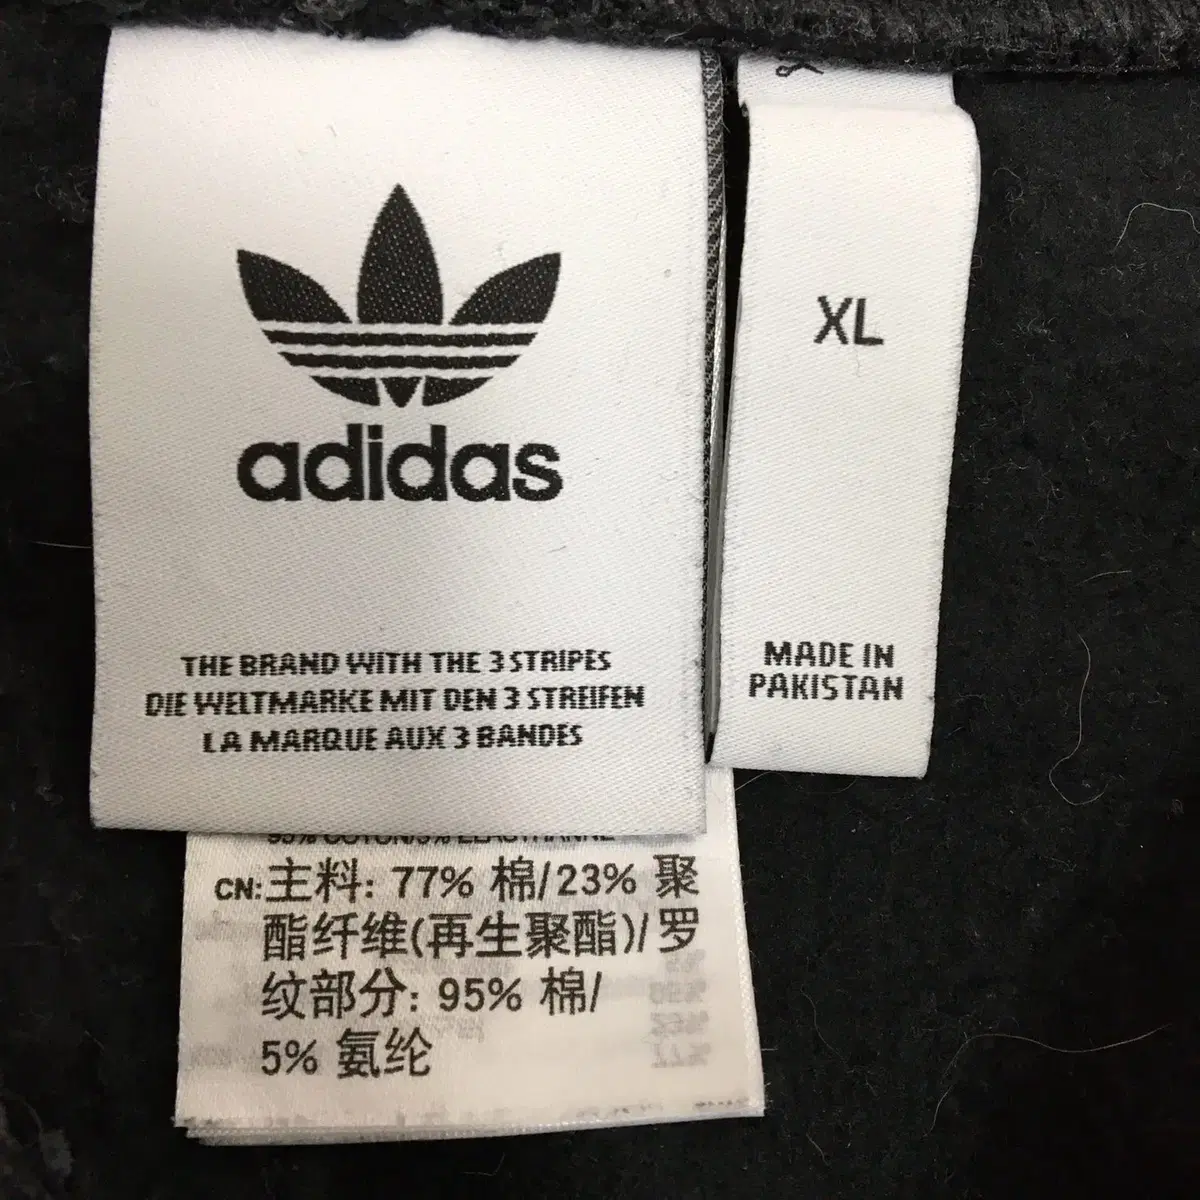 adidas
THE BRAND WITH THE 3 STRIPES
DIE WELTMARKE MIT DEN 3 STREIFEN
LA MARQUE AUX 3 BANDES
XL
MADE IN
PAKISTAN
CN:主料: 77% 棉/23% 聚
酯纤维(再生聚酯)/罗
纹部分: 95% 棉/
5% 氨纶